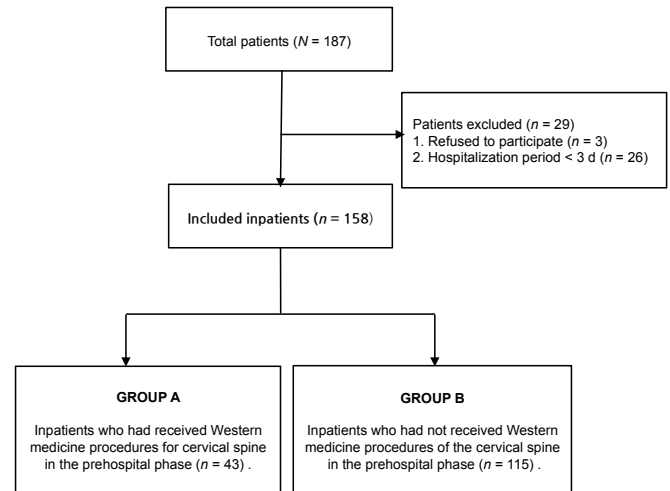 Total patients (N = 187)
Patients excluded (n = 29)
1. Refused to participate (n = 3)
2. Hospitalization period < 3 d (n = 26)
Included inpatients (n = 158)
GROUP A
Inpatients who had received Western
medicine procedures for cervical spine
in the prehospital phase (n = 43) .
GROUP B
Inpatients who had not received Western
medicine procedures of the cervical spine
in the prehospital phase (n = 115) .